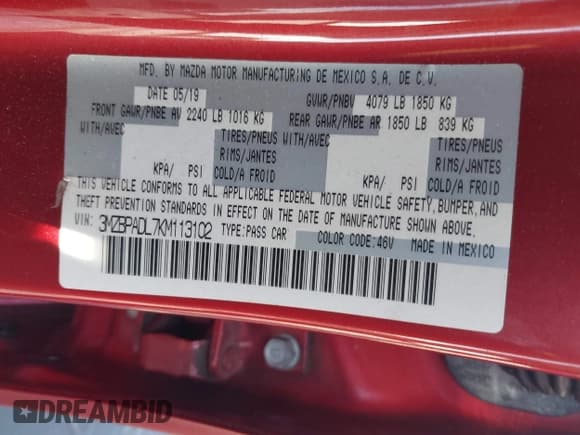 MFD. BY MAZDA MOTOR MANUFACTURING DE MEXICO S.A. DE C.V.
DATE 05/19 GVWR/PNBV 4079 LB 1850 KG
FRONT GAWR/PNBE AV 2240 LB 1016 KG REAR GAWR/PNBE AR 1850 LB 839 KG
WITH/AVEC TIRES/PNEUS WITH/AVEC TIRES/PNEUS
RIMS/JANTES RIMS/JANTES
KPA/ PSI COLD/A FROID KPA/ PSI COLD/A FROID
THIS VEHICLE CONFORMS TO ALL APPLICABLE FEDERAL MOTOR VEHICLE SAFETY, BUMPER, AND
THEFT PREVENTION STANDARDS IN EFFECT ON THE DATE OF MANUFACTURE SHOWN ABOVE.
VIN: 3MZBPADL7KM113102 TYPE:PASS CAR COLOR CODE:46V MADE IN MEXICO
DREAMBID